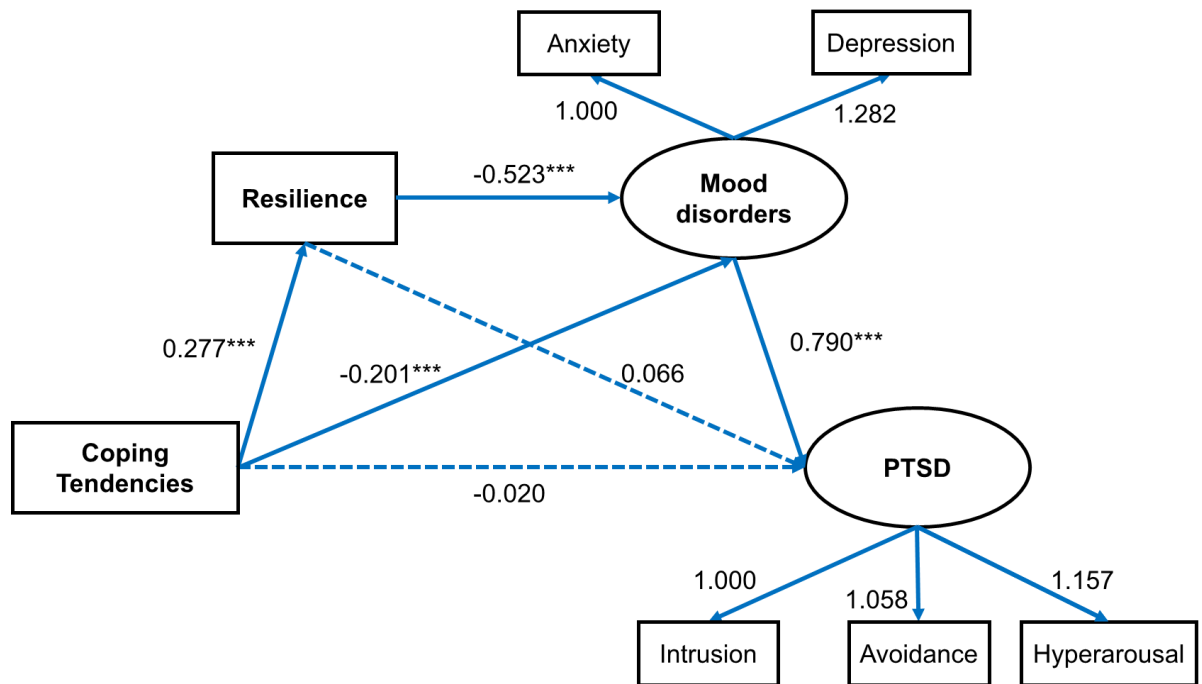 Anxiety
Depression
1.000
1.282
-0.523***
Resilience
Mood
disorders
0.277***
-0.201***
0.066
0.790***
Coping
Tendencies
PTSD
-0.020
1.000
1.058
1.157
Intrusion
Avoidance
Hyperarousal